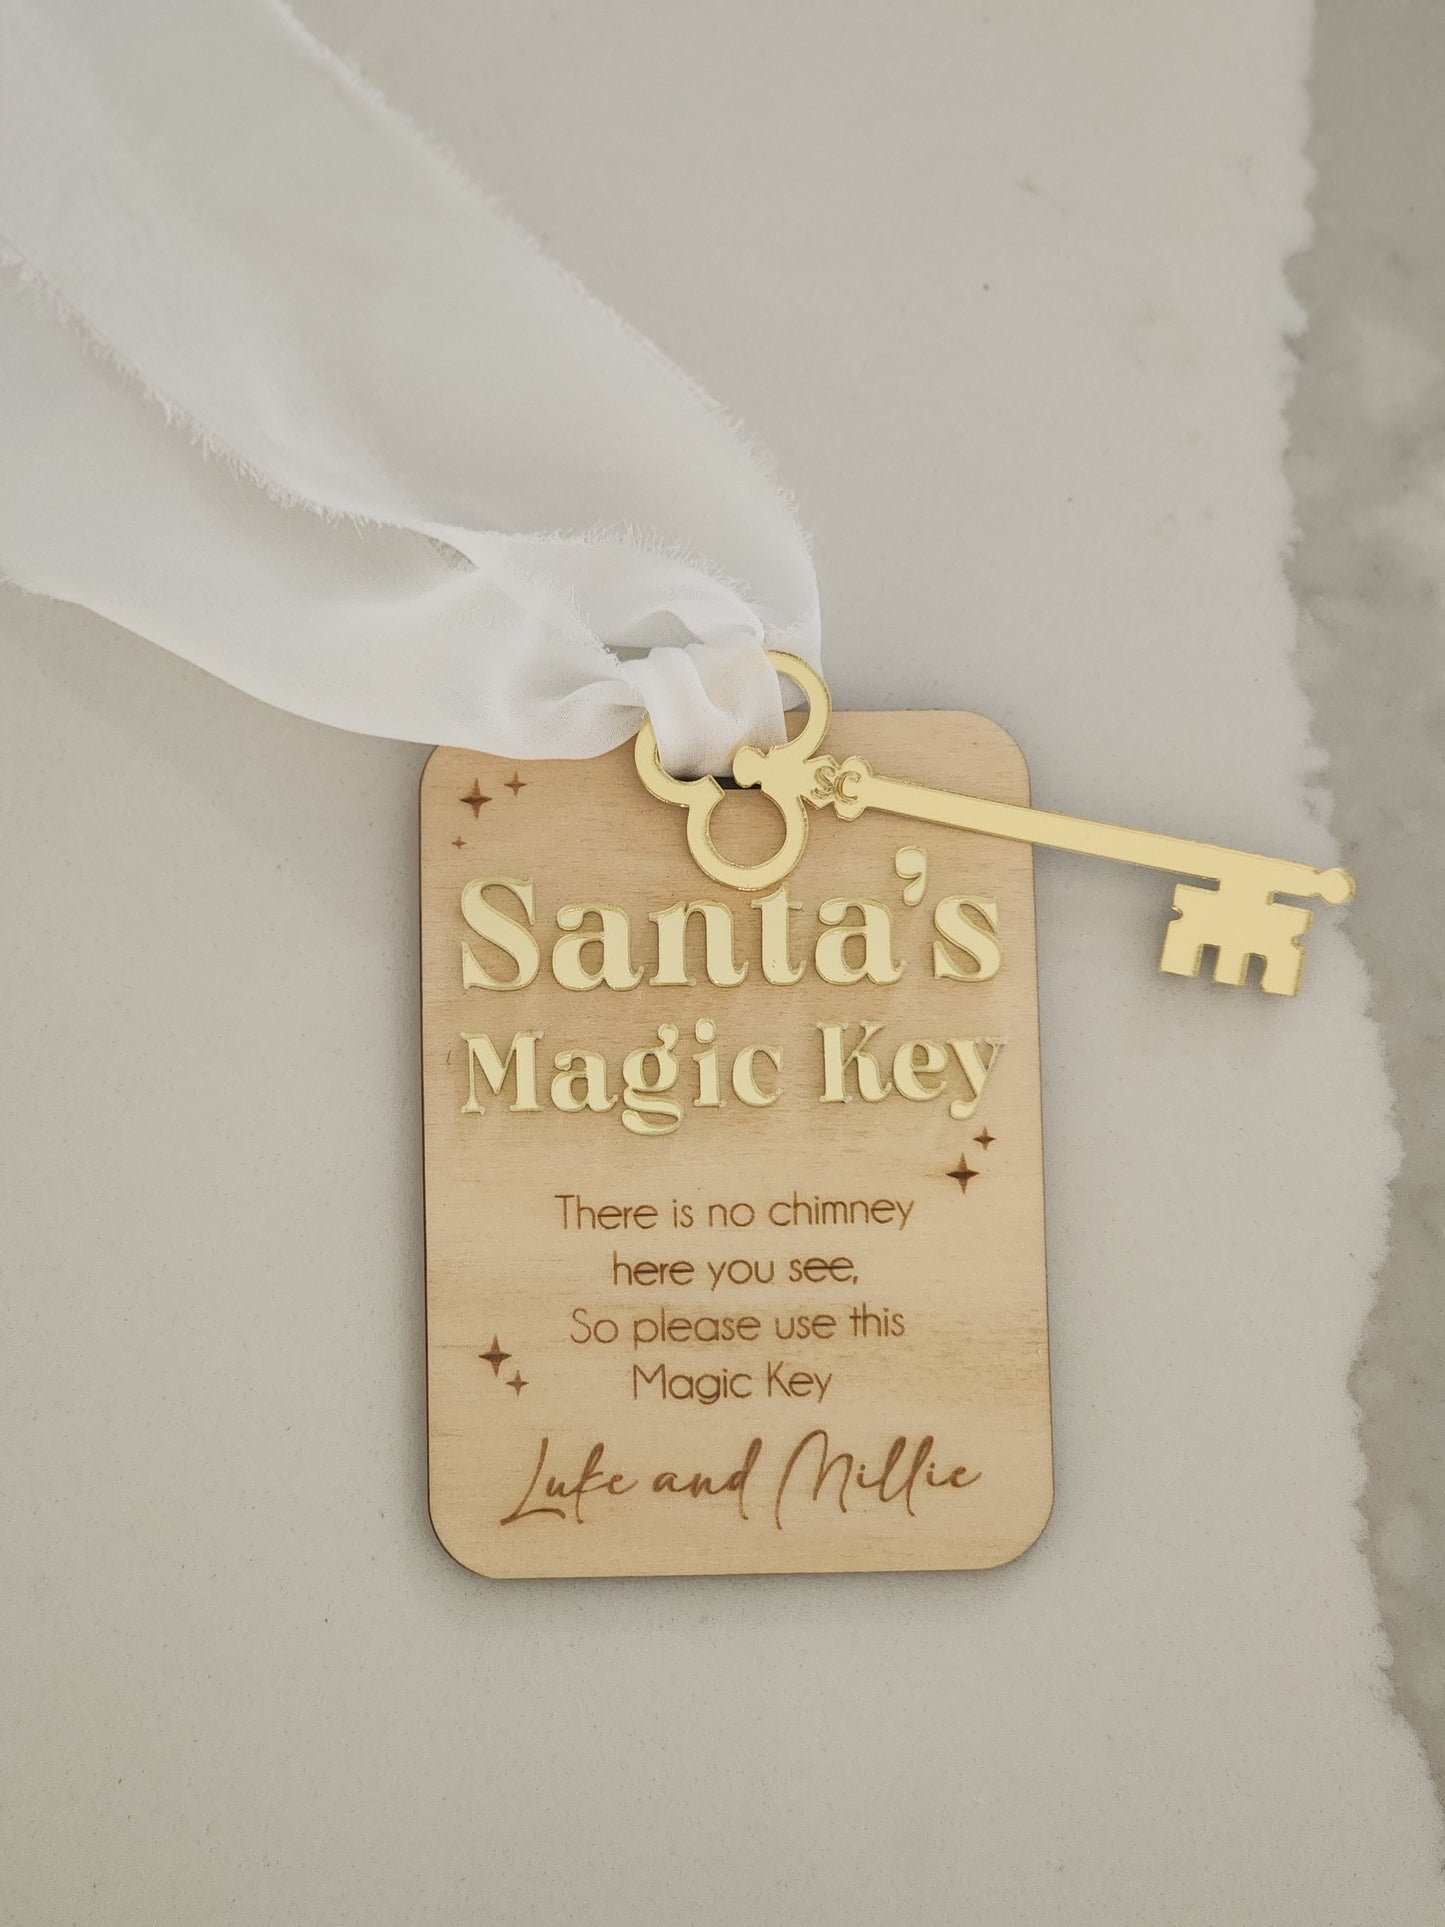 SC
Santa's
Magic Key
There is no chimney
here you see,
So please use this
Magic Key
Luke and Millie